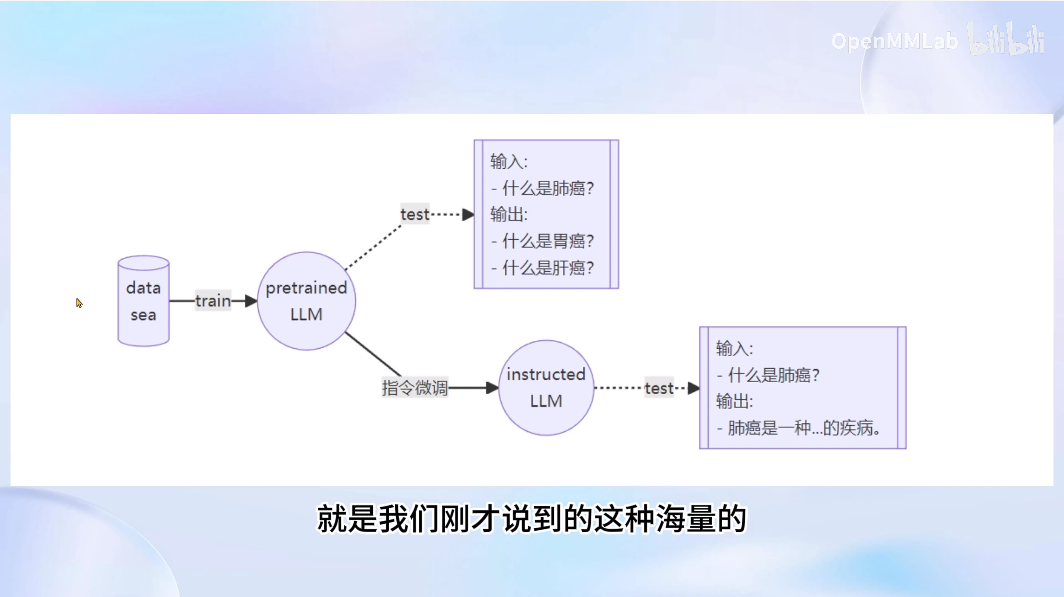 OpenMMLab bilibili
输入:
- 什么是肺癌?
输出:
- 什么是胃癌?
- 什么是肝癌?
test
data
sea
train
pretrained
LLM
指令微调
instructed
LLM
test
输入:
- 什么是肺癌?
输出:
- 肺癌是一种...的疾病。
就是我们刚才说到的这种海量的